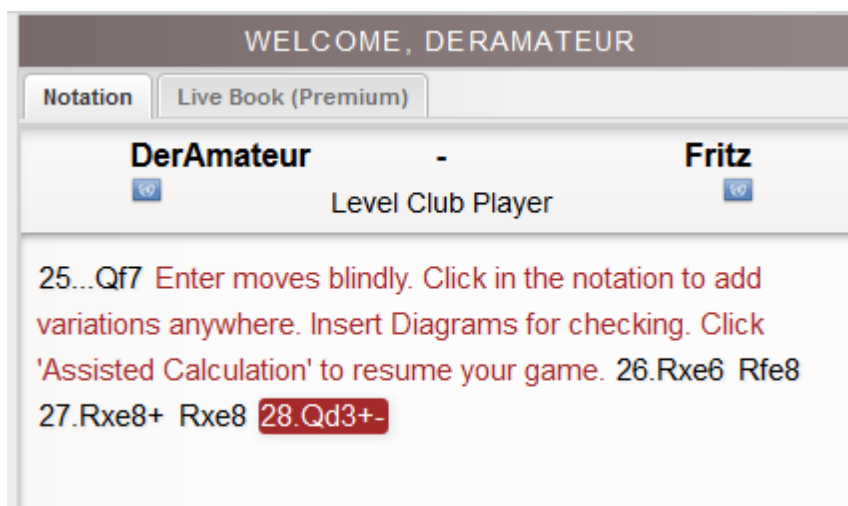 WELCOME, DERAMATEUR
Notation Live Book (Premium)
DerAmateur - Fritz
Level Club Player
25...Qf7 Enter moves blindly. Click in the notation to add
variations anywhere. Insert Diagrams for checking. Click
'Assisted Calculation' to resume your game. 26.Rxe6 Rfe8
27.Rxe8+ Rxe8 28.Qd3+-